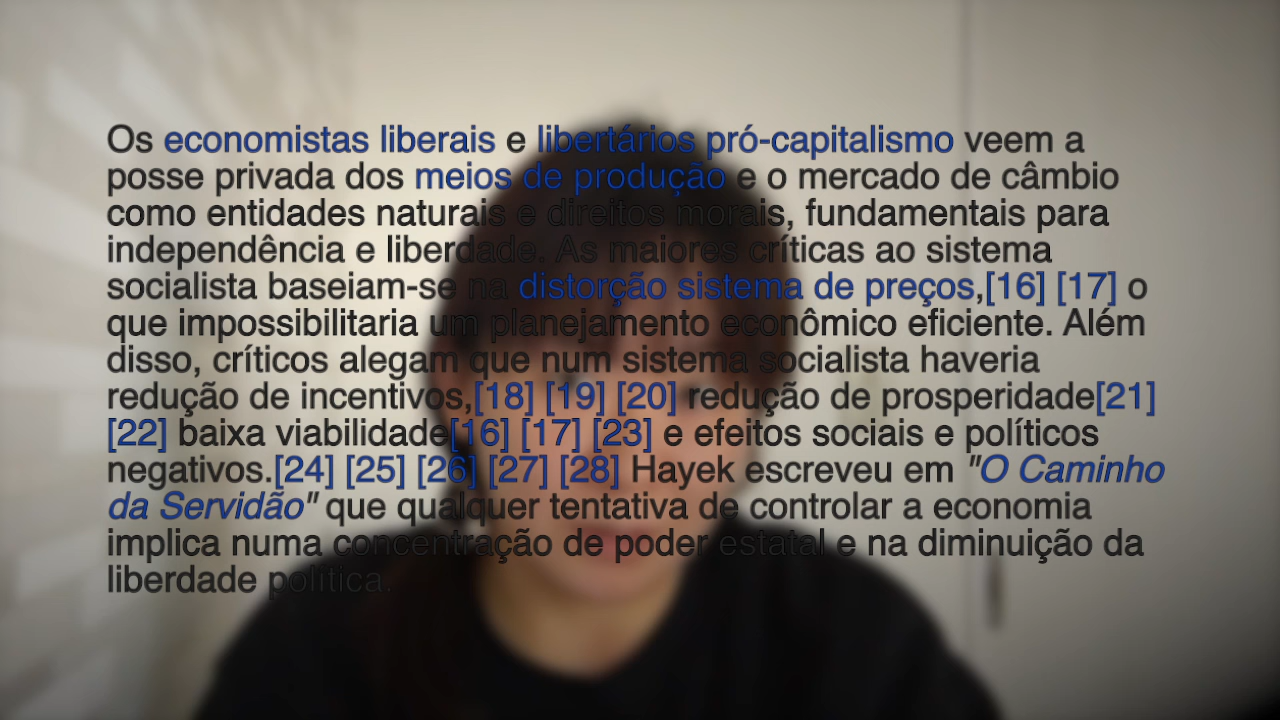 Os economistas liberais e libertários pró-capitalismo veem a
posse privada dos meios de produção e o mercado de câmbio
como entidades naturais e direitos morais, fundamentais para
independência e liberdade. As maiores críticas ao sistema
socialista baseiam-se na distorção sistema de preços,[16] [17] o
que impossibilitaria um planejamento econômico eficiente. Além
disso, críticos alegam que num sistema socialista haveria
redução de incentivos,[18] [19] [20] redução de prosperidade[21]
[22] baixa viabilidade[16] [17] [23] e efeitos sociais e políticos
negativos.[24] [25] [26] [27] [28] Hayek escreveu em "O Caminho
da Servidão" que qualquer tentativa de controlar a economia
implica numa concentração de poder estatal e na diminuição da
liberdade política.